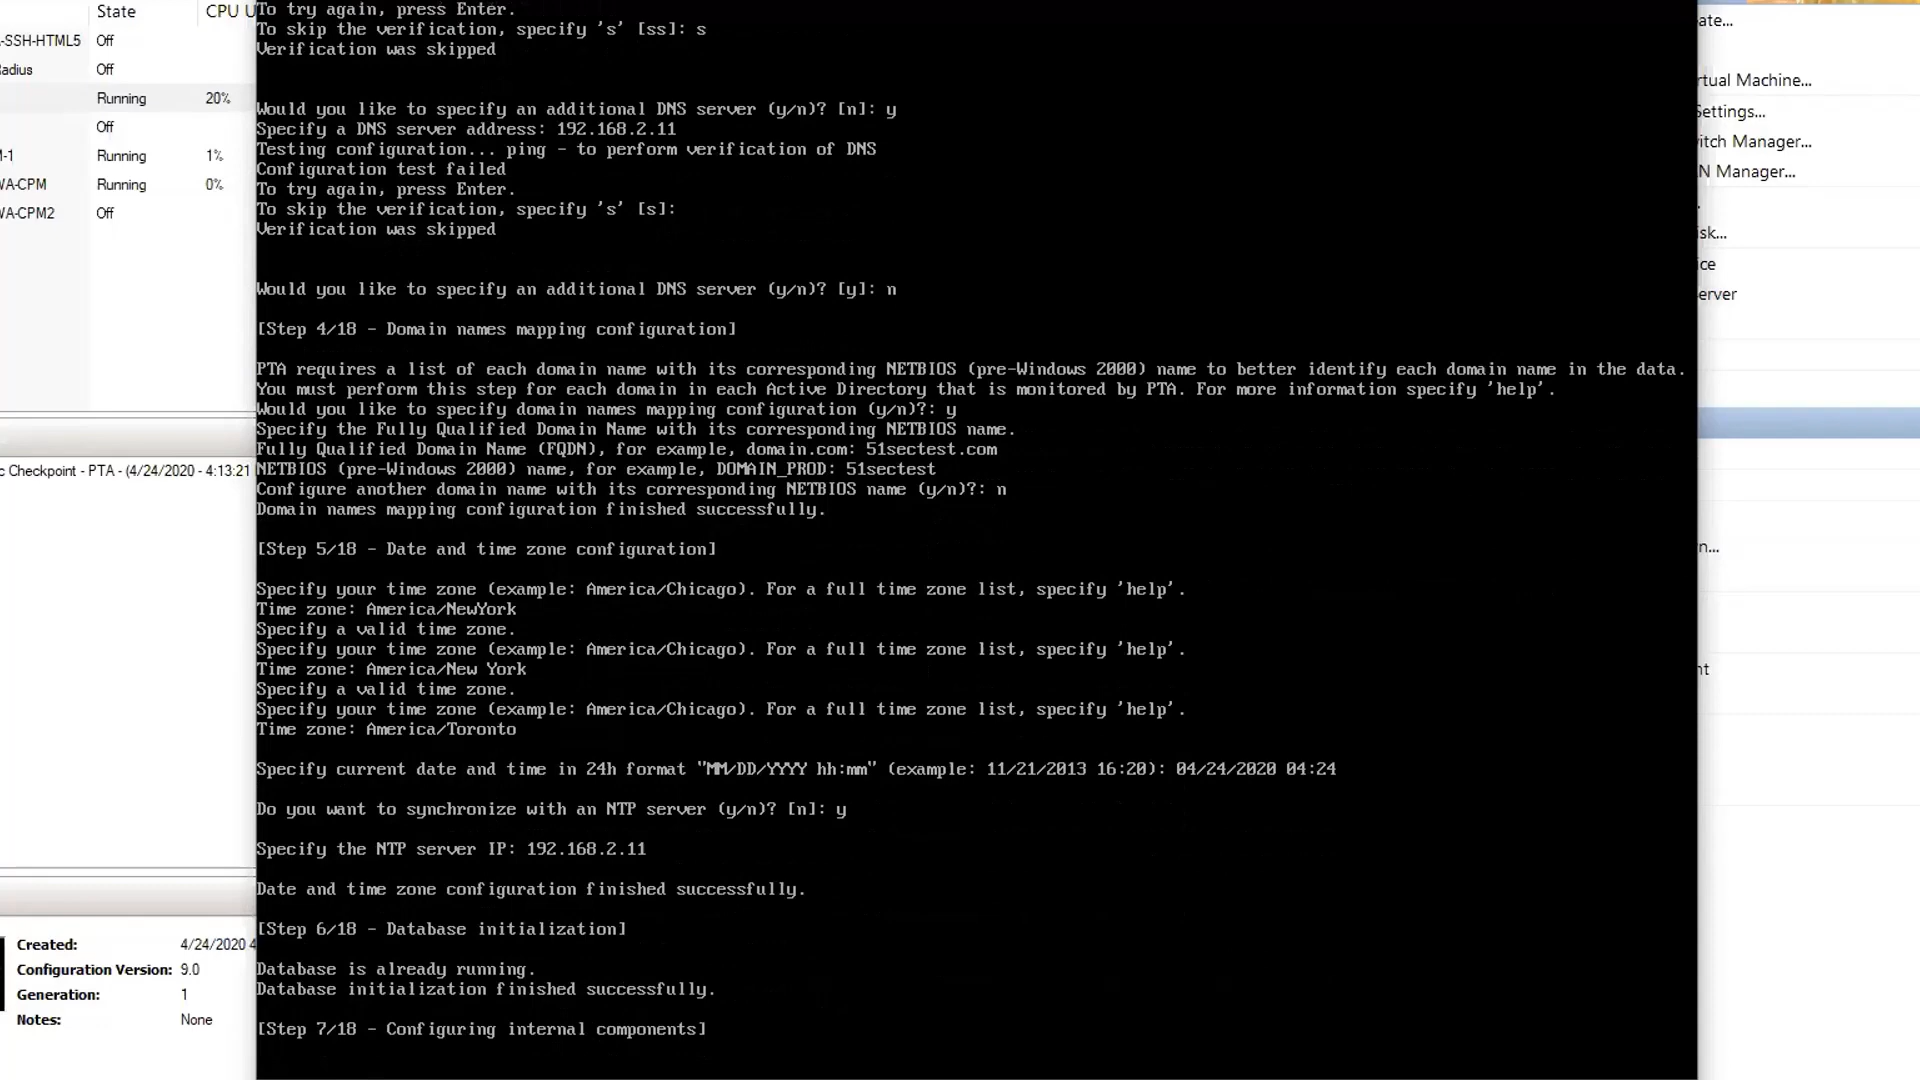 State CPU U
-SSH-HTML5 Off
Radius Off
Running 20%
Off
M-1 Running 1%
WA-CPM Running 0%
WA-CPM2 Off
c Checkpoint - PTA - (4/24/2020 - 4:13:21
Created: 4/24/2020 4
Configuration Version: 9.0
Generation: 1
Notes: None
To try again, press Enter.
To skip the verification, specify 's' [ss]: s
Verification was skipped
Would you like to specify an additional DNS server (y/n)? [n]: y
Specify a DNS server address: 192.168.2.11
Testing configuration... ping - to perform verification of DNS
Configuration test failed
To try again, press Enter.
To skip the verification, specify 's' [s]:
Verification was skipped
Would you like to specify an additional DNS server (y/n)? [y]: n
[Step 4/18 - Domain names mapping configuration]
PTA requires a list of each domain name with its corresponding NETBIOS (pre-Windows 2000) name to better identify each domain name in the data.
You must perform this step for each domain in each Active Directory that is monitored by PTA. For more information specify 'help'.
Would you like to specify domain names mapping configuration (y/n)?: y
Specify the Fully Qualified Domain Name with its corresponding NETBIOS name.
Fully Qualified Domain Name (FQDN), for example, domain.com: 51sectest.com
NETBIOS (pre-Windows 2000) name, for example, DOMAIN_PROD: 51sectest
Configure another domain name with its corresponding NETBIOS name (y/n)?: n
Domain names mapping configuration finished successfully.
[Step 5/18 - Date and time zone configuration]
Specify your time zone (example: America/Chicago). For a full time zone list, specify 'help'.
Time zone: America/NewYork
Specify a valid time zone.
Specify your time zone (example: America/Chicago). For a full time zone list, specify 'help'.
Time zone: America/New York
Specify a valid time zone.
Specify your time zone (example: America/Chicago). For a full time zone list, specify 'help'.
Time zone: America/Toronto
Specify current date and time in 24h format "MM/DD/YYYY hh:mm" (example: 11/21/2013 16:20): 04/24/2020 04:24
Do you want to synchronize with an NTP server (y/n)? [n]: y
Specify the NTP server IP: 192.168.2.11
Date and time zone configuration finished successfully.
[Step 6/18 - Database initialization]
Database is already running.
Database initialization finished successfully.
[Step 7/18 - Configuring internal components]
ate...
rtual Machine...
Settings...
itch Manager...
N Manager...
isk...
ice
erver
n...
nt